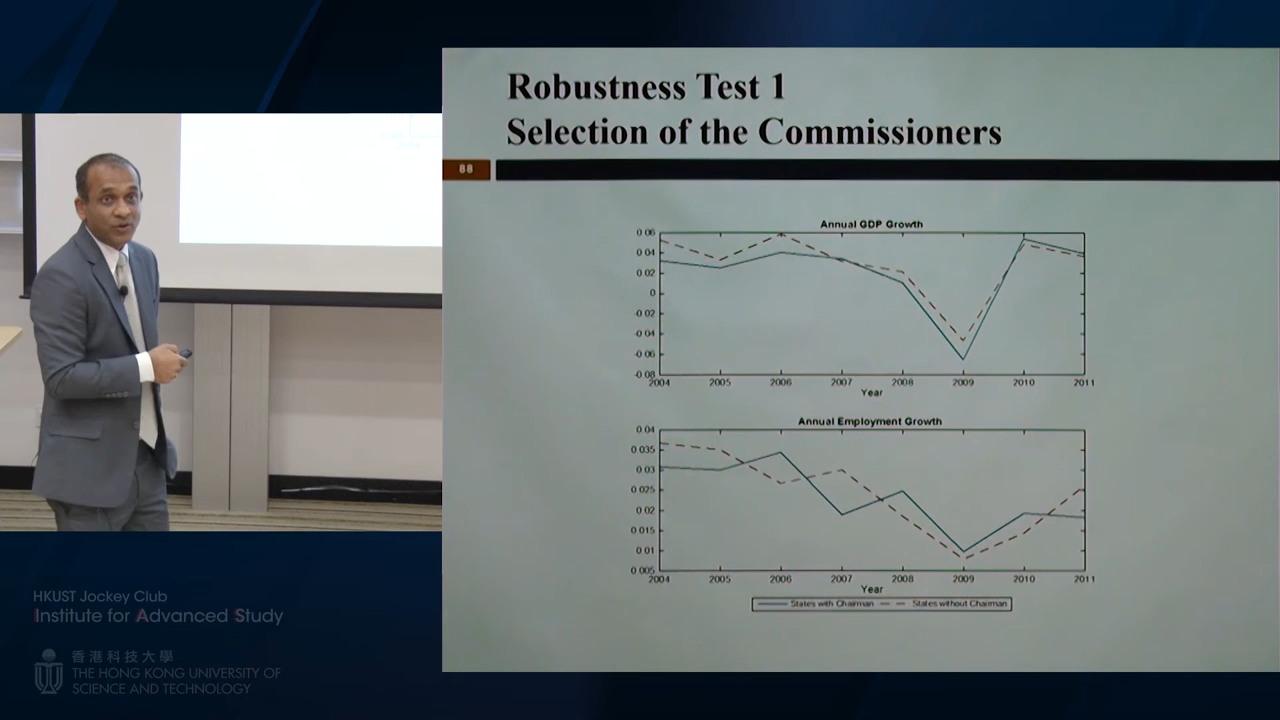 Robustness Test 1
Selection of the Commissioners
88
Annual GDP Growth
0 06
0 04
0 02
0
-0 02
-0 04
-0 06
-0 08
2004 2005 2006 2007 2008 2009 2010 2011
Year
Annual Employment Growth
0 04
0 035
0 03
0 025
0 02
0 015
0 01
0 005
2004 2005 2006 2007 2008 2009 2010 2011
Year
States with Chairman States without Chairman
HKUST Jockey Club
Institute for Advanced Study
香港科技大學
THE HONG KONG UNIVERSITY OF
SCIENCE AND TECHNOLOGY